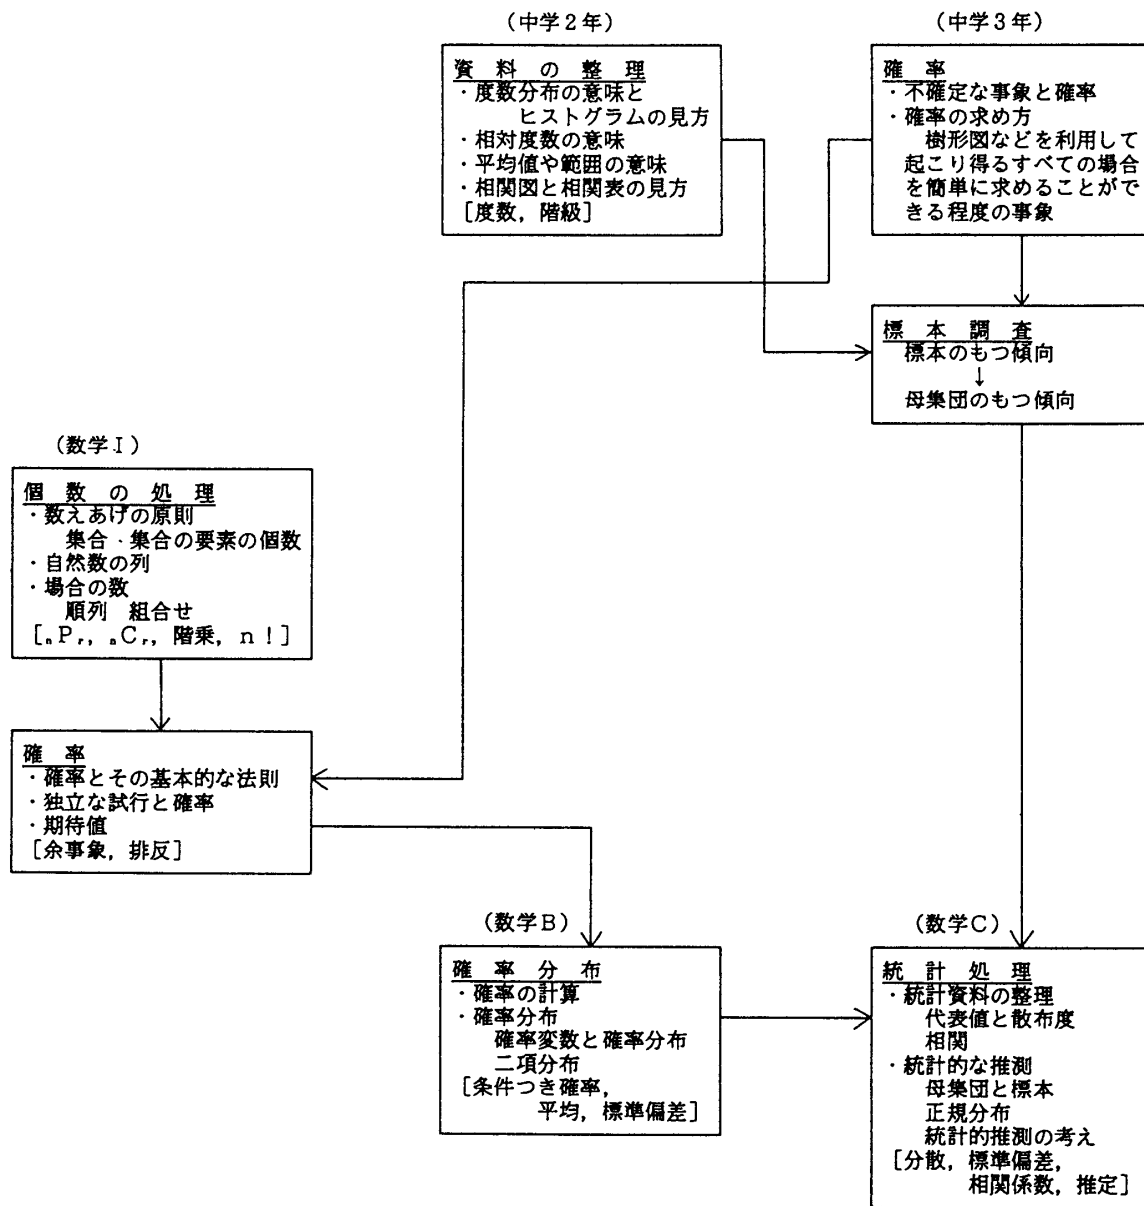 (中学2年)
資料の整理
・度数分布の意味と
ヒストグラムの見方
・相対度数の意味
・平均値や範囲の意味
・相関図と相関表の見方
[度数，階級]
(中学3年)
確率
・不確定な事象と確率
・確率の求め方
樹形図などを利用して
起こり得るすべての場合
を簡単に求めることがで
きる程度の事象
標本調査
標本のもつ傾向
↓
母集団のもつ傾向
(数学Ⅰ)
個数の処理
・数えあげの原則
集合・集合の要素の個数
・自然数の列
・場合の数
順列 組合せ
[ₙPᵣ，ₙCᵣ，階乗，n！]
確率
・確率とその基本的な法則
・独立な試行と確率
・期待値
[余事象，排反]
(数学B)
確率分布
・確率の計算
・確率分布
確率変数と確率分布
二項分布
[条件つき確率，
平均，標準偏差]
(数学C)
統計処理
・統計資料の整理
代表値と散布度
相関
・統計的な推測
母集団と標本
正規分布
統計的推測の考え
[分散，標準偏差，
相関係数，推定]